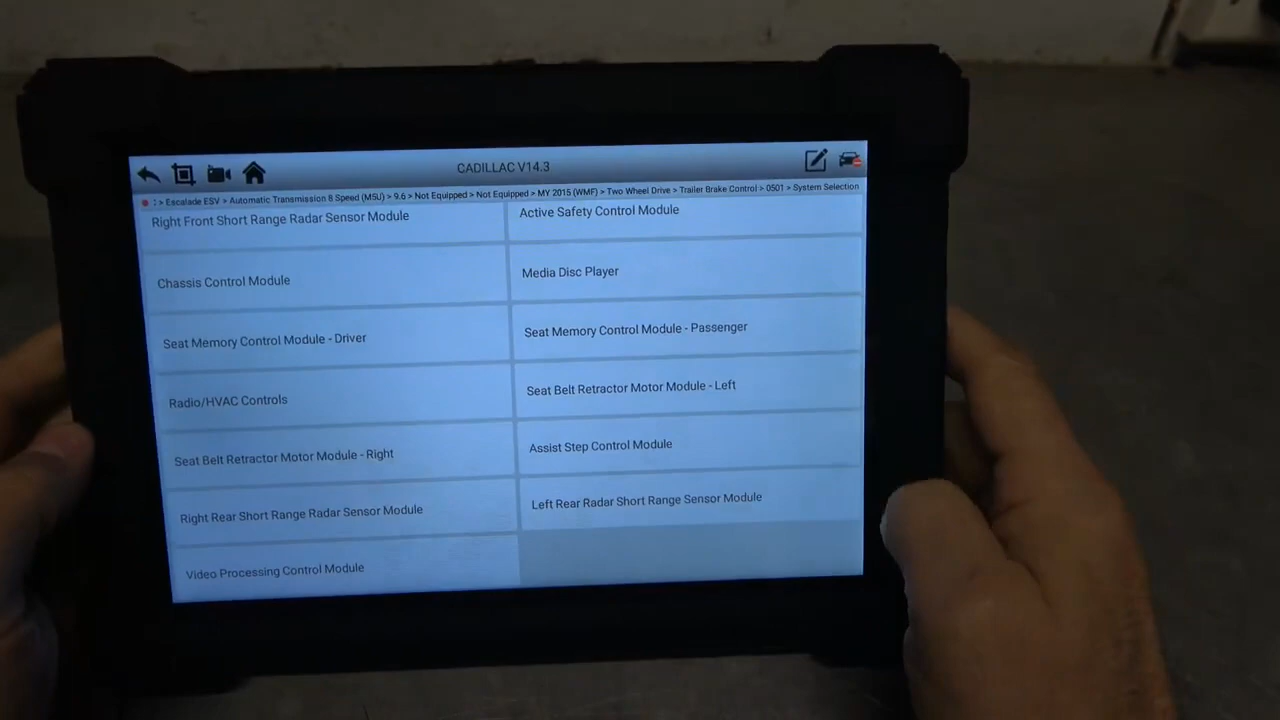 CADILLAC V14.3
: > Escalade ESV > Automatic Transmission 8 Speed (M5U) > 9.6 > Not Equipped > Not Equipped > MY 2015 (WMF) > Two Wheel Drive > Trailer Brake Control > 0501 > System Selection
Right Front Short Range Radar Sensor Module
Active Safety Control Module
Chassis Control Module
Media Disc Player
Seat Memory Control Module - Driver
Seat Memory Control Module - Passenger
Radio/HVAC Controls
Seat Belt Retractor Motor Module - Left
Seat Belt Retractor Motor Module - Right
Assist Step Control Module
Right Rear Short Range Radar Sensor Module
Left Rear Radar Short Range Sensor Module
Video Processing Control Module